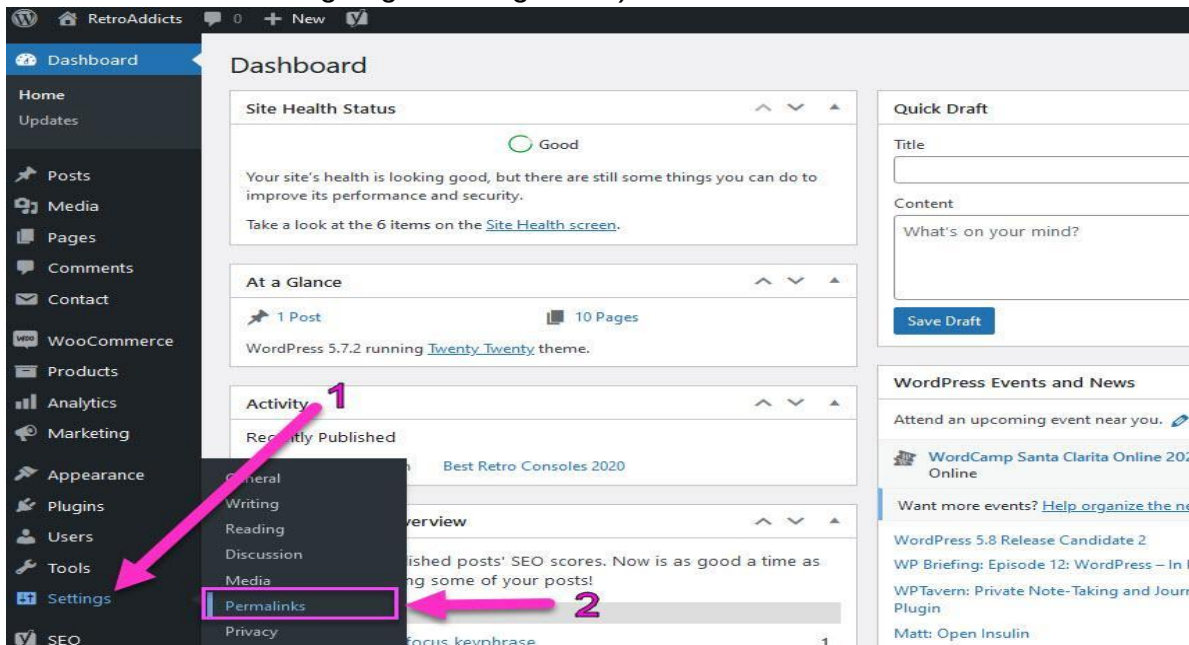 RetroAddicts 0 + New
Dashboard
Home
Updates
Posts
Media
Pages
Comments
Contact
WooCommerce
Products
Analytics
Marketing
Appearance
Plugins
Users
Tools
Settings
SEO
General
Writing
Reading
Discussion
Media
Permalinks
Privacy
1
2
Dashboard
Site Health Status
Good
Your site's health is looking good, but there are still some things you can do to
improve its performance and security.
Take a look at the 6 items on the Site Health screen.
At a Glance
1 Post 10 Pages
WordPress 5.7.2 running Twenty Twenty theme.
Activity
Recently Published
Best Retro Consoles 2020
posts' SEO scores. Now is as good a time as
some of your posts!
focus keyphrase 1
Quick Draft
Title
Content
What's on your mind?
Save Draft
WordPress Events and News
Attend an upcoming event near you.
WordCamp Santa Clarita Online
Online
Want more events? Help organize the
WordPress 5.8 Release Candidate 2
WP Briefing: Episode 12: WordPress – In
WPTavern: Private Note-Taking and
Plugin
Matt: Open Insulin